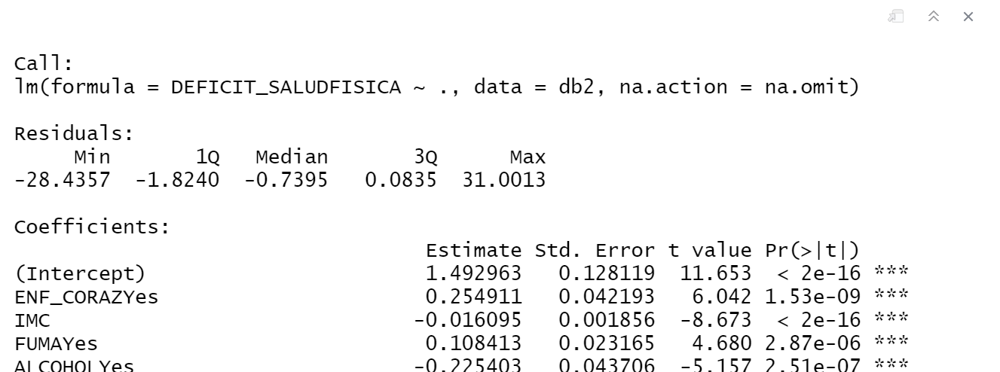 Call:
lm(formula = DEFICIT_SALUDFISICA ~ ., data = db2, na.action = na.omit)
Residuals:
Min 1Q Median 3Q Max
-28.4357 -1.8240 -0.7395 0.0835 31.0013
Coefficients:
Estimate Std. Error t value Pr(>|t|)
(Intercept) 1.492963 0.128119 11.653 < 2e-16 ***
ENF_CORAZYes 0.254911 0.042193 6.042 1.53e-09 ***
IMC -0.016095 0.001856 -8.673 < 2e-16 ***
FUMAYes 0.108413 0.023165 4.680 2.87e-06 ***
ALCOHOLYes -0.225403 0.043706 -5.157 2.51e-07 ***